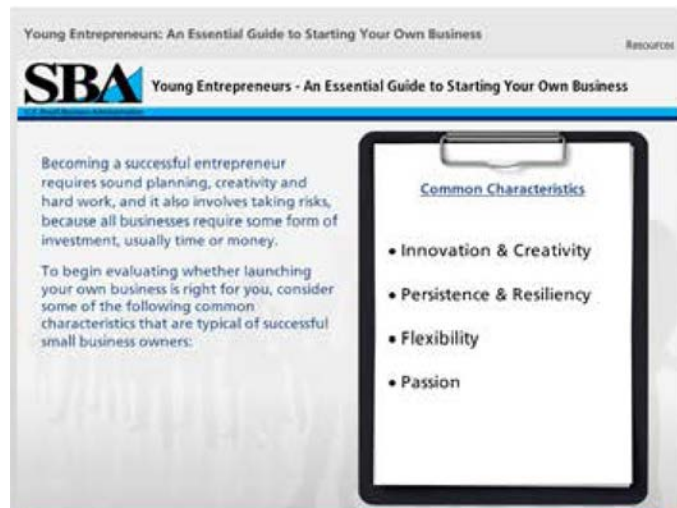 Young Entrepreneurs: An Essential Guide to Starting Your Own Business
Resources
SBA
Young Entrepreneurs - An Essential Guide to Starting Your Own Business
U.S. Small Business Administration
Becoming a successful entrepreneur
requires sound planning, creativity and
hard work, and it also involves taking risks,
because all businesses require some form of
investment, usually time or money.
To begin evaluating whether launching
your own business is right for you, consider
some of the following common
characteristics that are typical of successful
small business owners:
Common Characteristics
• Innovation & Creativity
• Persistence & Resiliency
• Flexibility
• Passion